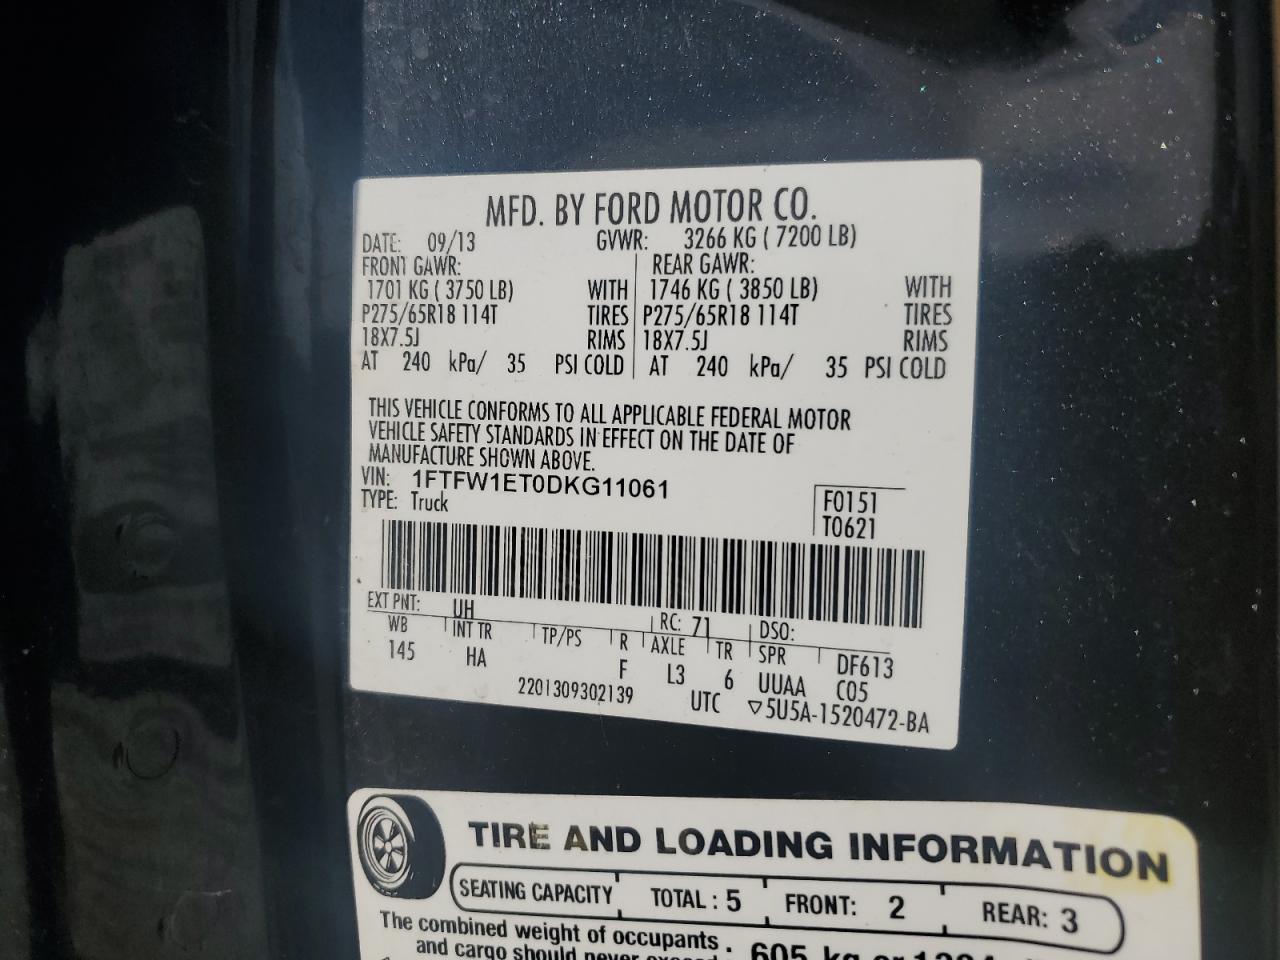 MFD. BY FORD MOTOR CO.
DATE: 09/13 GVWR: 3266 KG ( 7200 LB)
FRONT GAWR: REAR GAWR:
1701 KG ( 3750 LB) WITH 1746 KG ( 3850 LB) WITH
P275/65R18 114T TIRES P275/65R18 114T TIRES
18X7.5J RIMS 18X7.5J RIMS
AT 240 kPa/ 35 PSI COLD AT 240 kPa/ 35 PSI COLD
THIS VEHICLE CONFORMS TO ALL APPLICABLE FEDERAL MOTOR
VEHICLE SAFETY STANDARDS IN EFFECT ON THE DATE OF
MANUFACTURE SHOWN ABOVE.
VIN: 1FTFW1ET0DKG11061
TYPE: Truck
F0151
T0621
EXT PNT: UH RC: 71 DSO:
WB INT TR TP/PS R AXLE TR SPR DF613
145 HA F L3 6 UUAA C05
2201309302139 UTC ▽5U5A-1520472-BA
TIRE AND LOADING INFORMATION
SEATING CAPACITY TOTAL : 5 FRONT: 2 REAR: 3
The combined weight of occupants
and cargo should never 605 kg or